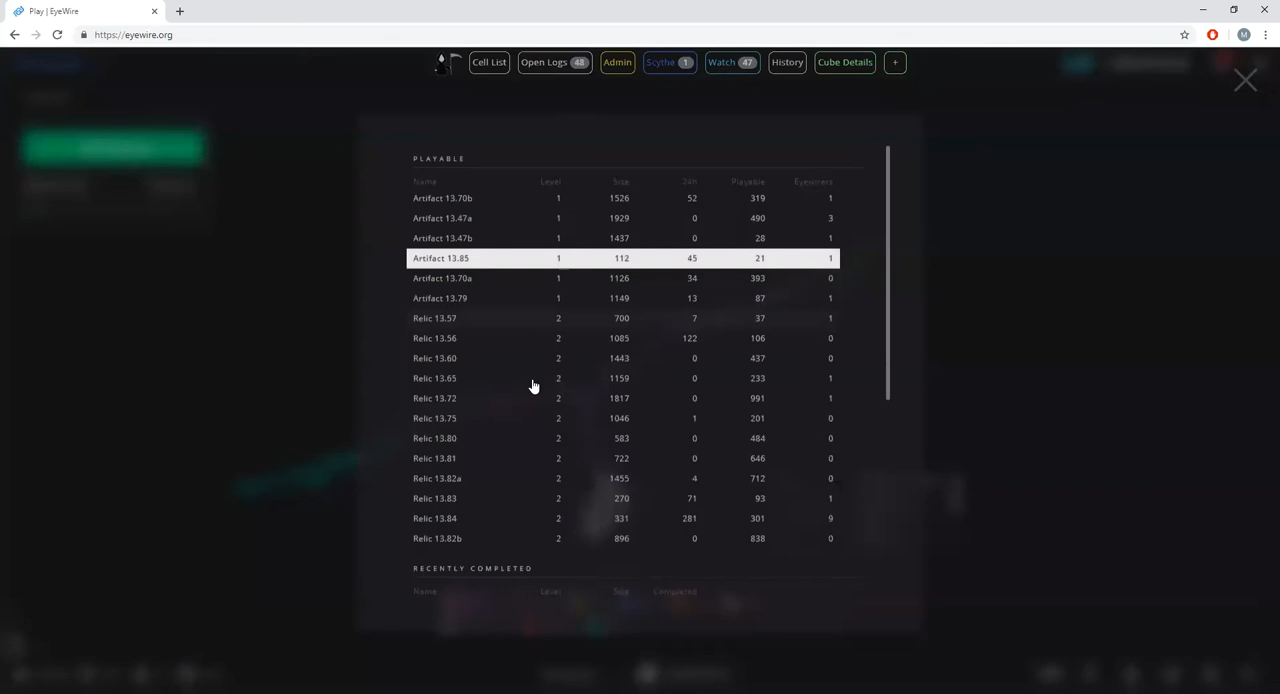 Play | EyeWire
https://eyewire.org
M
Cell List Open Logs 48 Admin Scythe 1 Watch 47 History Cube Details +
PLAYABLE
Name Level Size 24h Playable Eyewirers
Artifact 13.70b 1 1526 52 319 1
Artifact 13.47a 1 1929 0 490 3
Artifact 13.47b 1 1437 0 28 1
Artifact 13.85 1 112 45 21 1
Artifact 13.70a 1 1126 34 393 0
Artifact 13.79 1 1149 13 87 1
Relic 13.57 2 700 7 37 1
Relic 13.56 2 1085 122 106 0
Relic 13.60 2 1443 0 437 0
Relic 13.65 2 1159 0 233 1
Relic 13.72 2 1817 0 991 1
Relic 13.75 2 1046 1 201 0
Relic 13.80 2 583 0 484 0
Relic 13.81 2 722 0 646 0
Relic 13.82a 2 1455 4 712 0
Relic 13.83 2 270 71 93 1
Relic 13.84 2 331 281 301 9
Relic 13.82b 2 896 0 838 0
RECENTLY COMPLETED
Name Level Size Completed